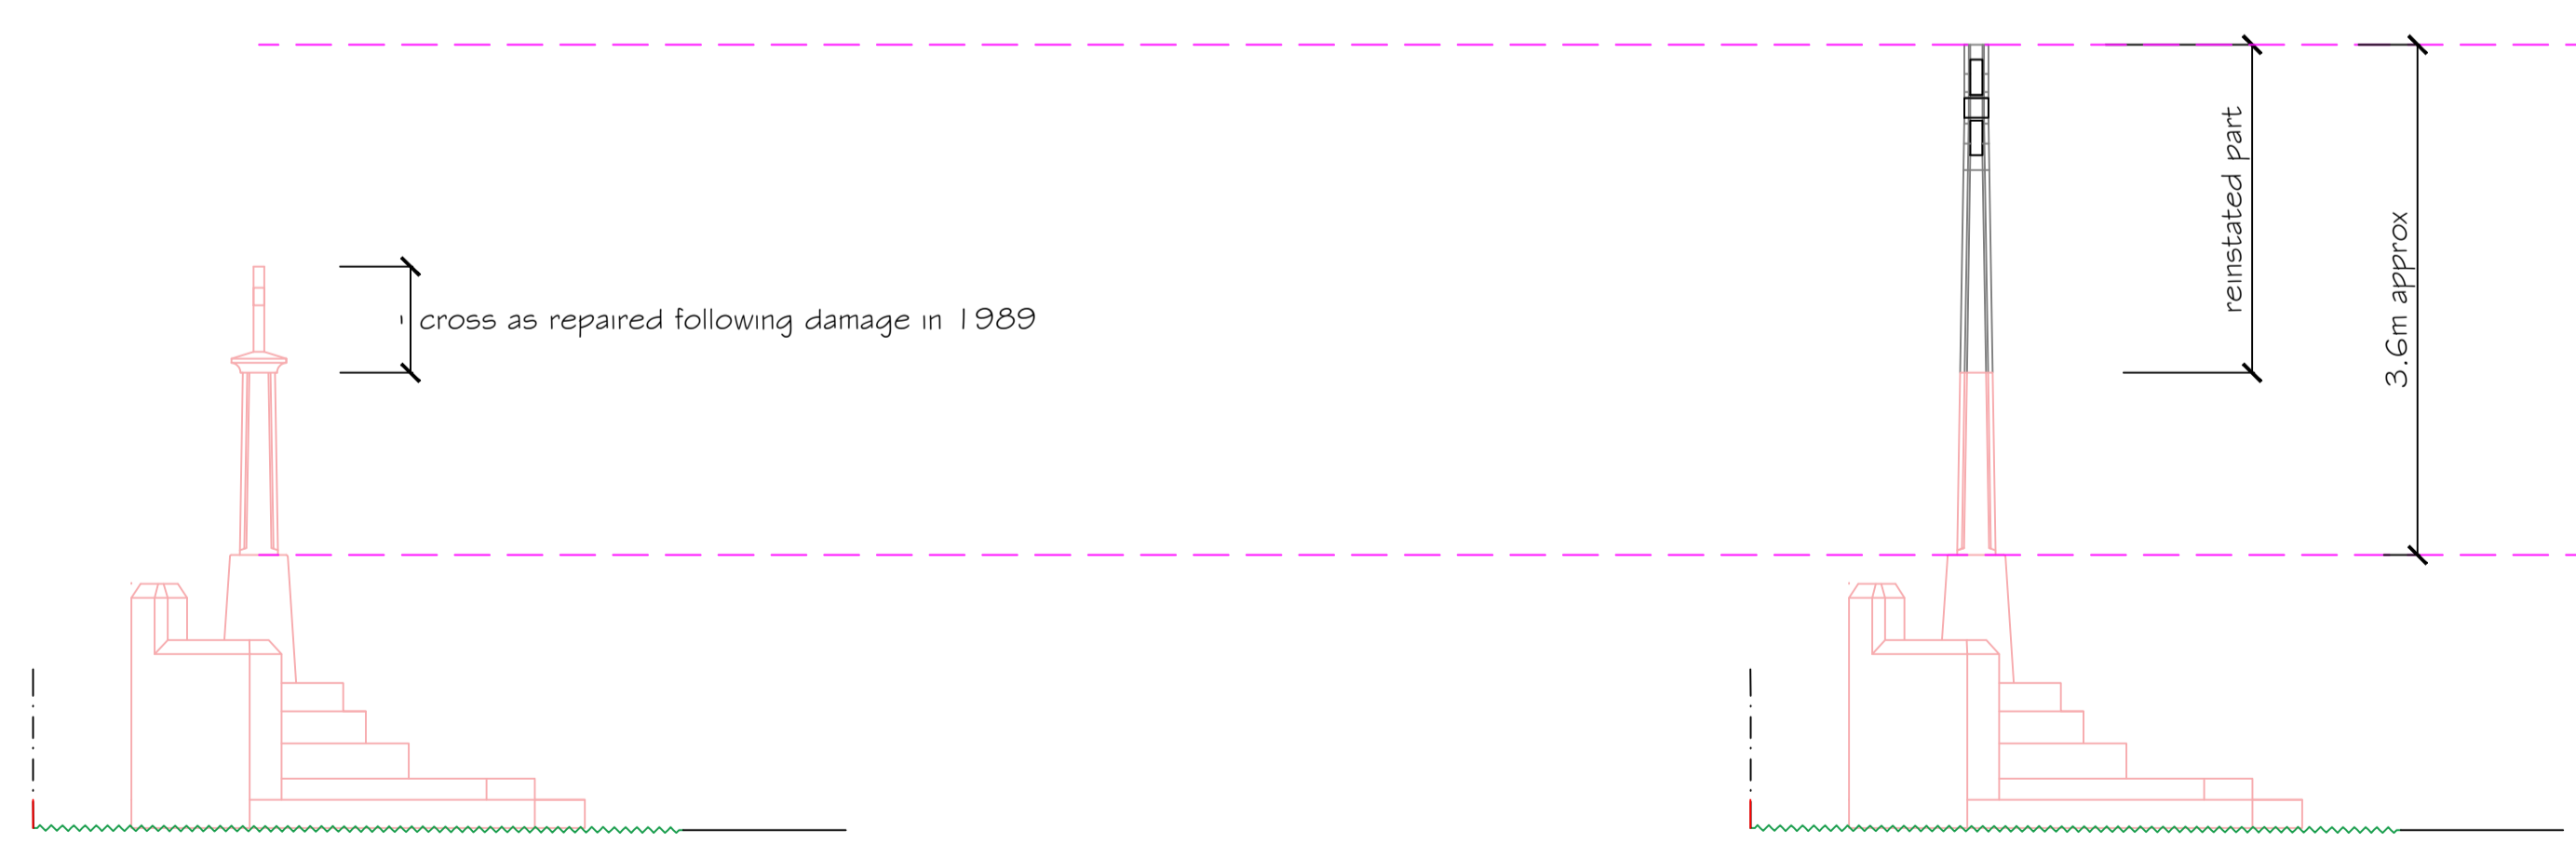 cross as repaired following damage in 1989
reinstated part
3.6m approx